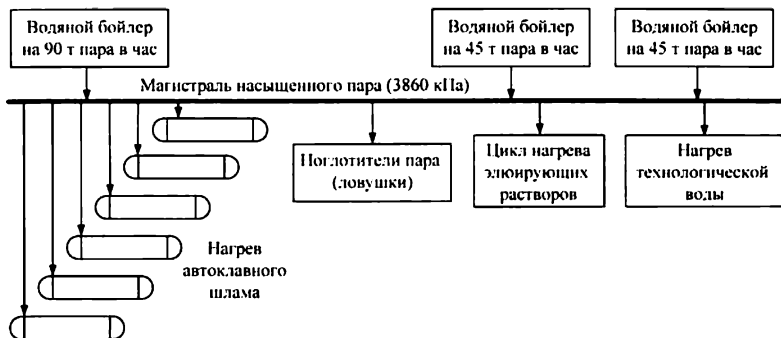 Водяной бойлер
на 90 т пара в час
Водяной бойлер
на 45 т пара в час
Водяной бойлер
на 45 т пара в час
Магистраль насыщенного пара (3860 кПа)
Поглотители пара
(ловушки)
Цикл нагрева
элюирующих
растворов
Нагрев
технологической
воды
Нагрев
автоклавного
шлама